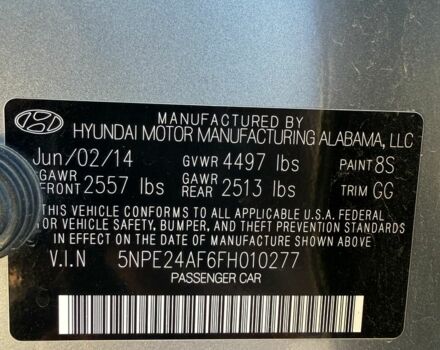 HYUNDAI MOTOR MANUFACTURING ALABAMA, LLC
Jun/02/14 GVWR 4497 lbs PAINT 8S
GAWR FRONT 2557 lbs GAWR REAR 2513 lbs TRIM GG
THIS VEHICLE CONFORMS TO ALL APPLICABLE U.S.A. FEDERAL
MOTOR VEHICLE SAFETY, BUMPER, AND THEFT PREVENTION STANDARDS
IN EFFECT ON THE DATE OF MANUFACTURE SHOWN ABOVE.
V.I.N 5NPE24AF6FH010277
PASSENGER CAR